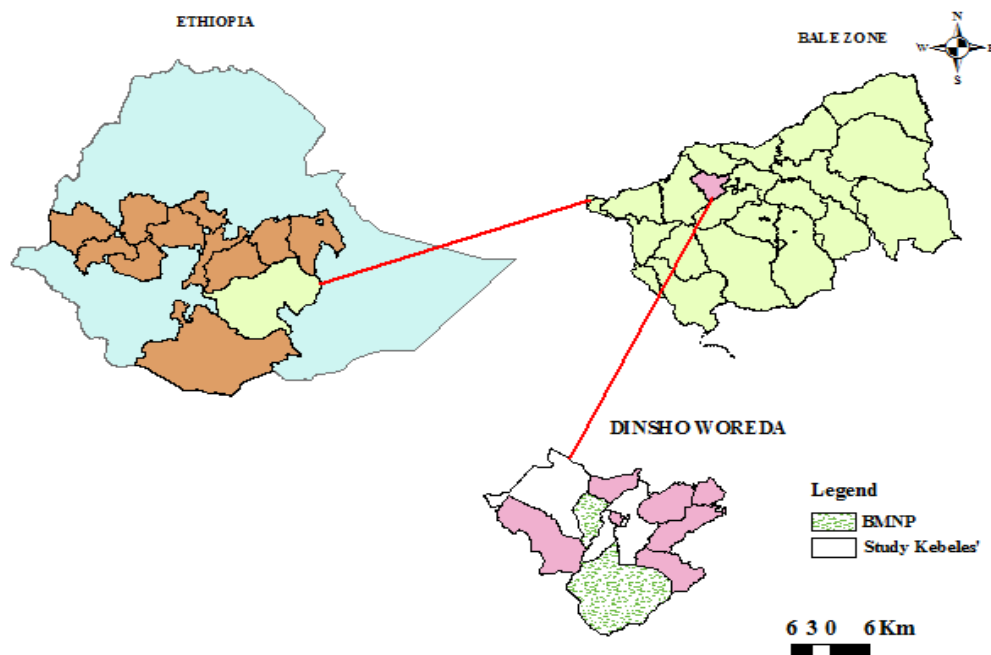 ETHIOPIA
BALE ZONE
N
W E
S
DINSHO WOREDA
Legend
BMNP
Study Kebeles'
6 3 0 6 Km